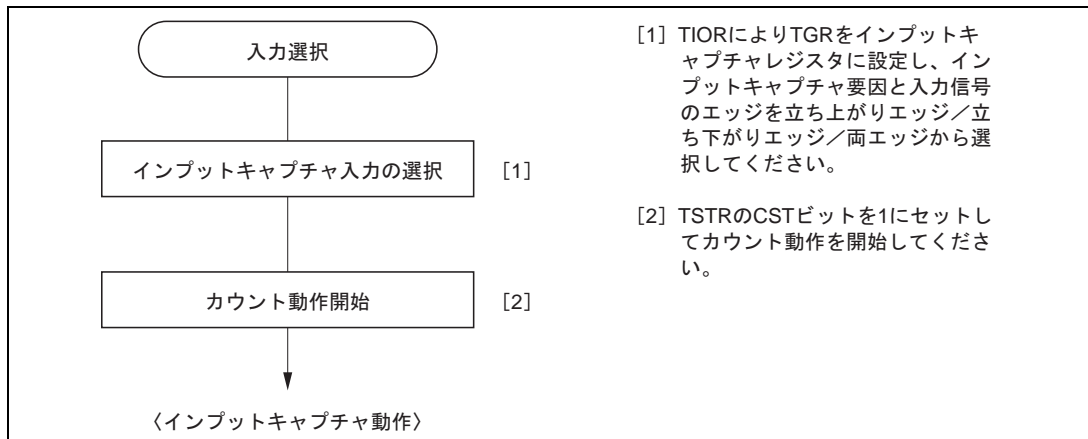 入力選択
インプットキャプチャ入力の選択 [1]
カウント動作開始 [2]
〈インプットキャプチャ動作〉
[1] TIORによりTGRをインプットキ
ャプチャレジスタに設定し、イン
プットキャプチャ要因と入力信号
のエッジを立ち上がりエッジ／立
ち下がりエッジ／両エッジから選
択してください。
[2] TSTRのCSTビットを1にセットし
てカウント動作を開始してくださ
い。